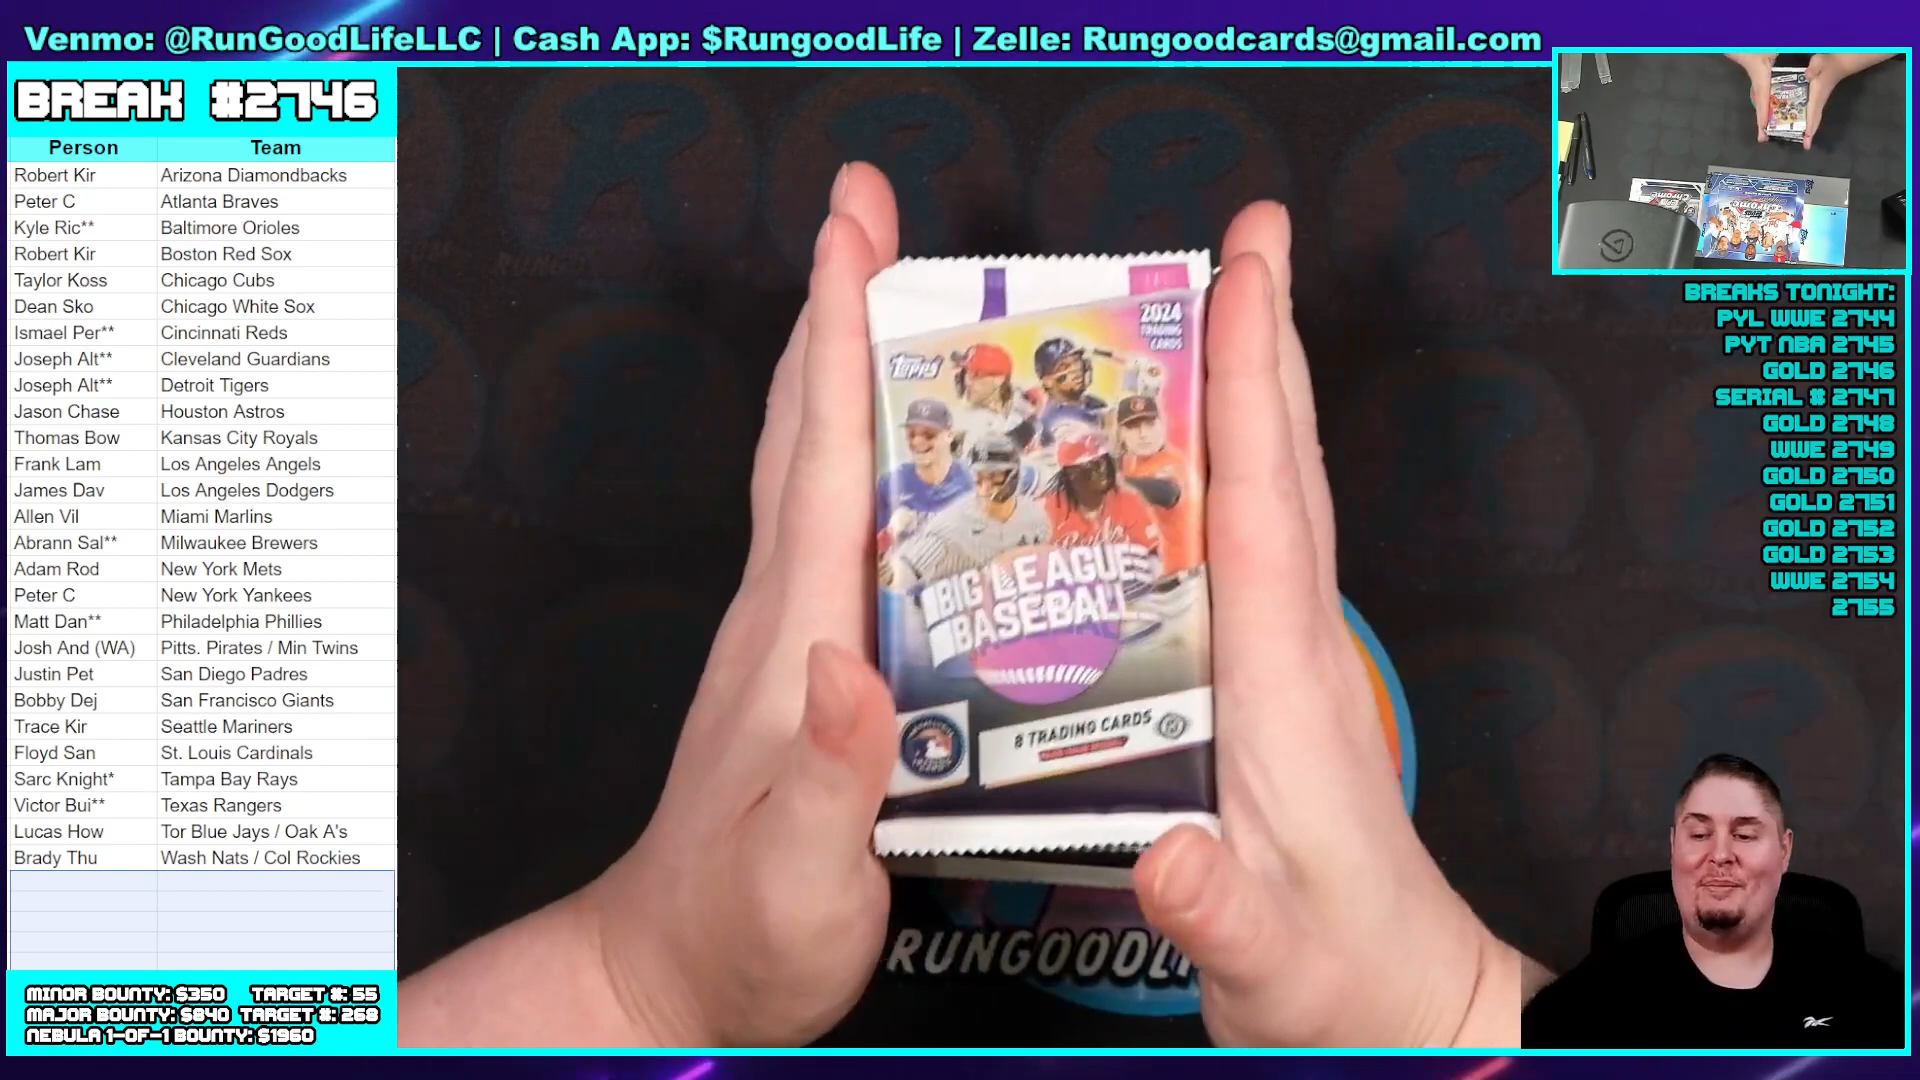 Venmo: @RunGoodLifeLLC | Cash App: $RungoodLife | Zelle: Rungoodcards@gmail.com
BREAK #2746
Person Team
Robert Kir Arizona Diamondbacks
Peter C Atlanta Braves
Kyle Ric** Baltimore Orioles
Robert Kir Boston Red Sox
Taylor Koss Chicago Cubs
Dean Sko Chicago White Sox
Ismael Per** Cincinnati Reds
Joseph Alt** Cleveland Guardians
Joseph Alt** Detroit Tigers
Jason Chase Houston Astros
Thomas Bow Kansas City Royals
Frank Lam Los Angeles Angels
James Dav Los Angeles Dodgers
Allen Vil Miami Marlins
Abrann Sal** Milwaukee Brewers
Adam Rod New York Mets
Peter C New York Yankees
Matt Dan** Philadelphia Phillies
Josh And (WA) Pitts. Pirates / Min Twins
Justin Pet San Diego Padres
Bobby Dej San Francisco Giants
Trace Kir Seattle Mariners
Floyd San St. Louis Cardinals
Sarc Knight* Tampa Bay Rays
Victor Bui** Texas Rangers
Lucas How Tor Blue Jays / Oak A's
Brady Thu Wash Nats / Col Rockies
MINOR BOUNTY: $350 TARGET #: 55
MAJOR BOUNTY: $840 TARGET #: 268
NEBULA 1-OF-1 BOUNTY: $1960
2024
TRADING
CARDS
Topps
BIG LEAGUE
BASEBALL
8 TRADING CARDS
RUNGOODLI
BREAKS TONIGHT:
PYL WWE 2744
PYT NBA 2745
GOLD 2746
SERIAL # 2747
GOLD 2748
WWE 2749
GOLD 2750
GOLD 2751
GOLD 2752
GOLD 2753
WWE 2754
2755